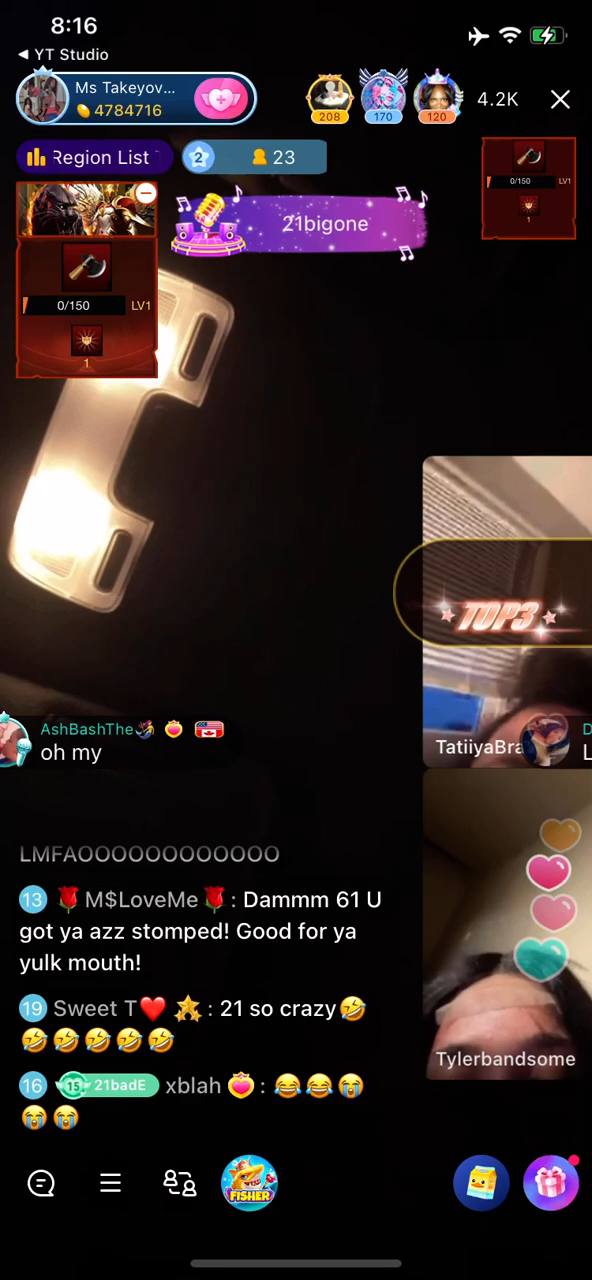 8:16
◀ YT Studio
Ms Takeyov...
4784716
208
170
120
4.2K
Region List
2
23
0/150
LV1
1
21bigone
0/150
LV1
1
TOP3
AshBashThe
oh my
TatiiyaBra
D
L
LMFAOOOOOOOOOOOO
13 🌹 M$LoveMe 🌹 : Dammm 61 U
got ya azz stomped! Good for ya
yulk mouth!
19 Sweet T❤️ ⭐ : 21 so crazy🤣
🤣🤣🤣🤣🤣
16 15 21badE xblah : 😂😂😭
😭😭
Tylerbandsome
FISHER